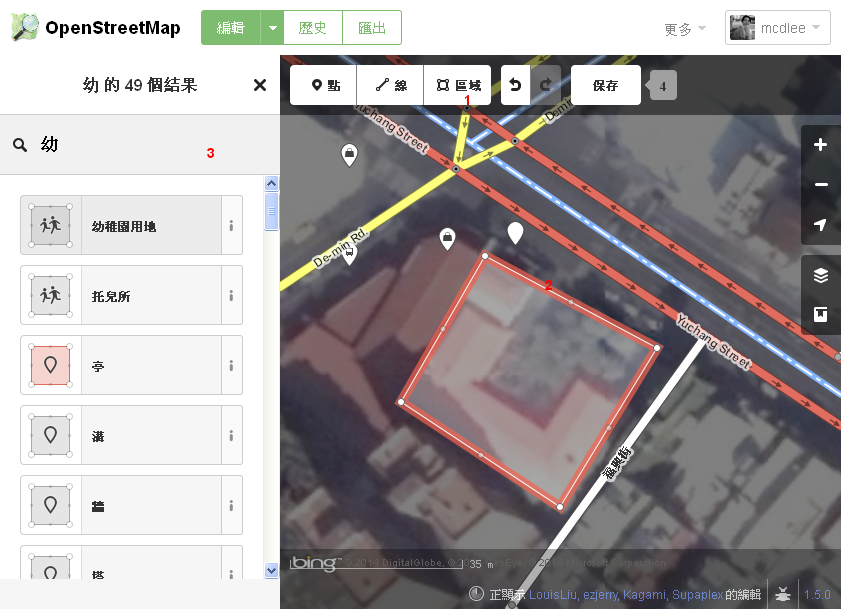 OpenStreetMap
編輯
歷史
匯出
更多
mcdlee
幼 的 49 個結果
點
線
區域
保存
4
1
幼
3
幼稚園用地
托兒所
亭
溝
牆
塔
Yuchang Street
De-min Rd.
2
Yuchang Street
福興街
bing
© 2014 DigitalGlobe, © 20
35 m
Corporation
正顯示 LouisLiu, ezjerry, Kagami, Supaplex 的編輯
1.5.0